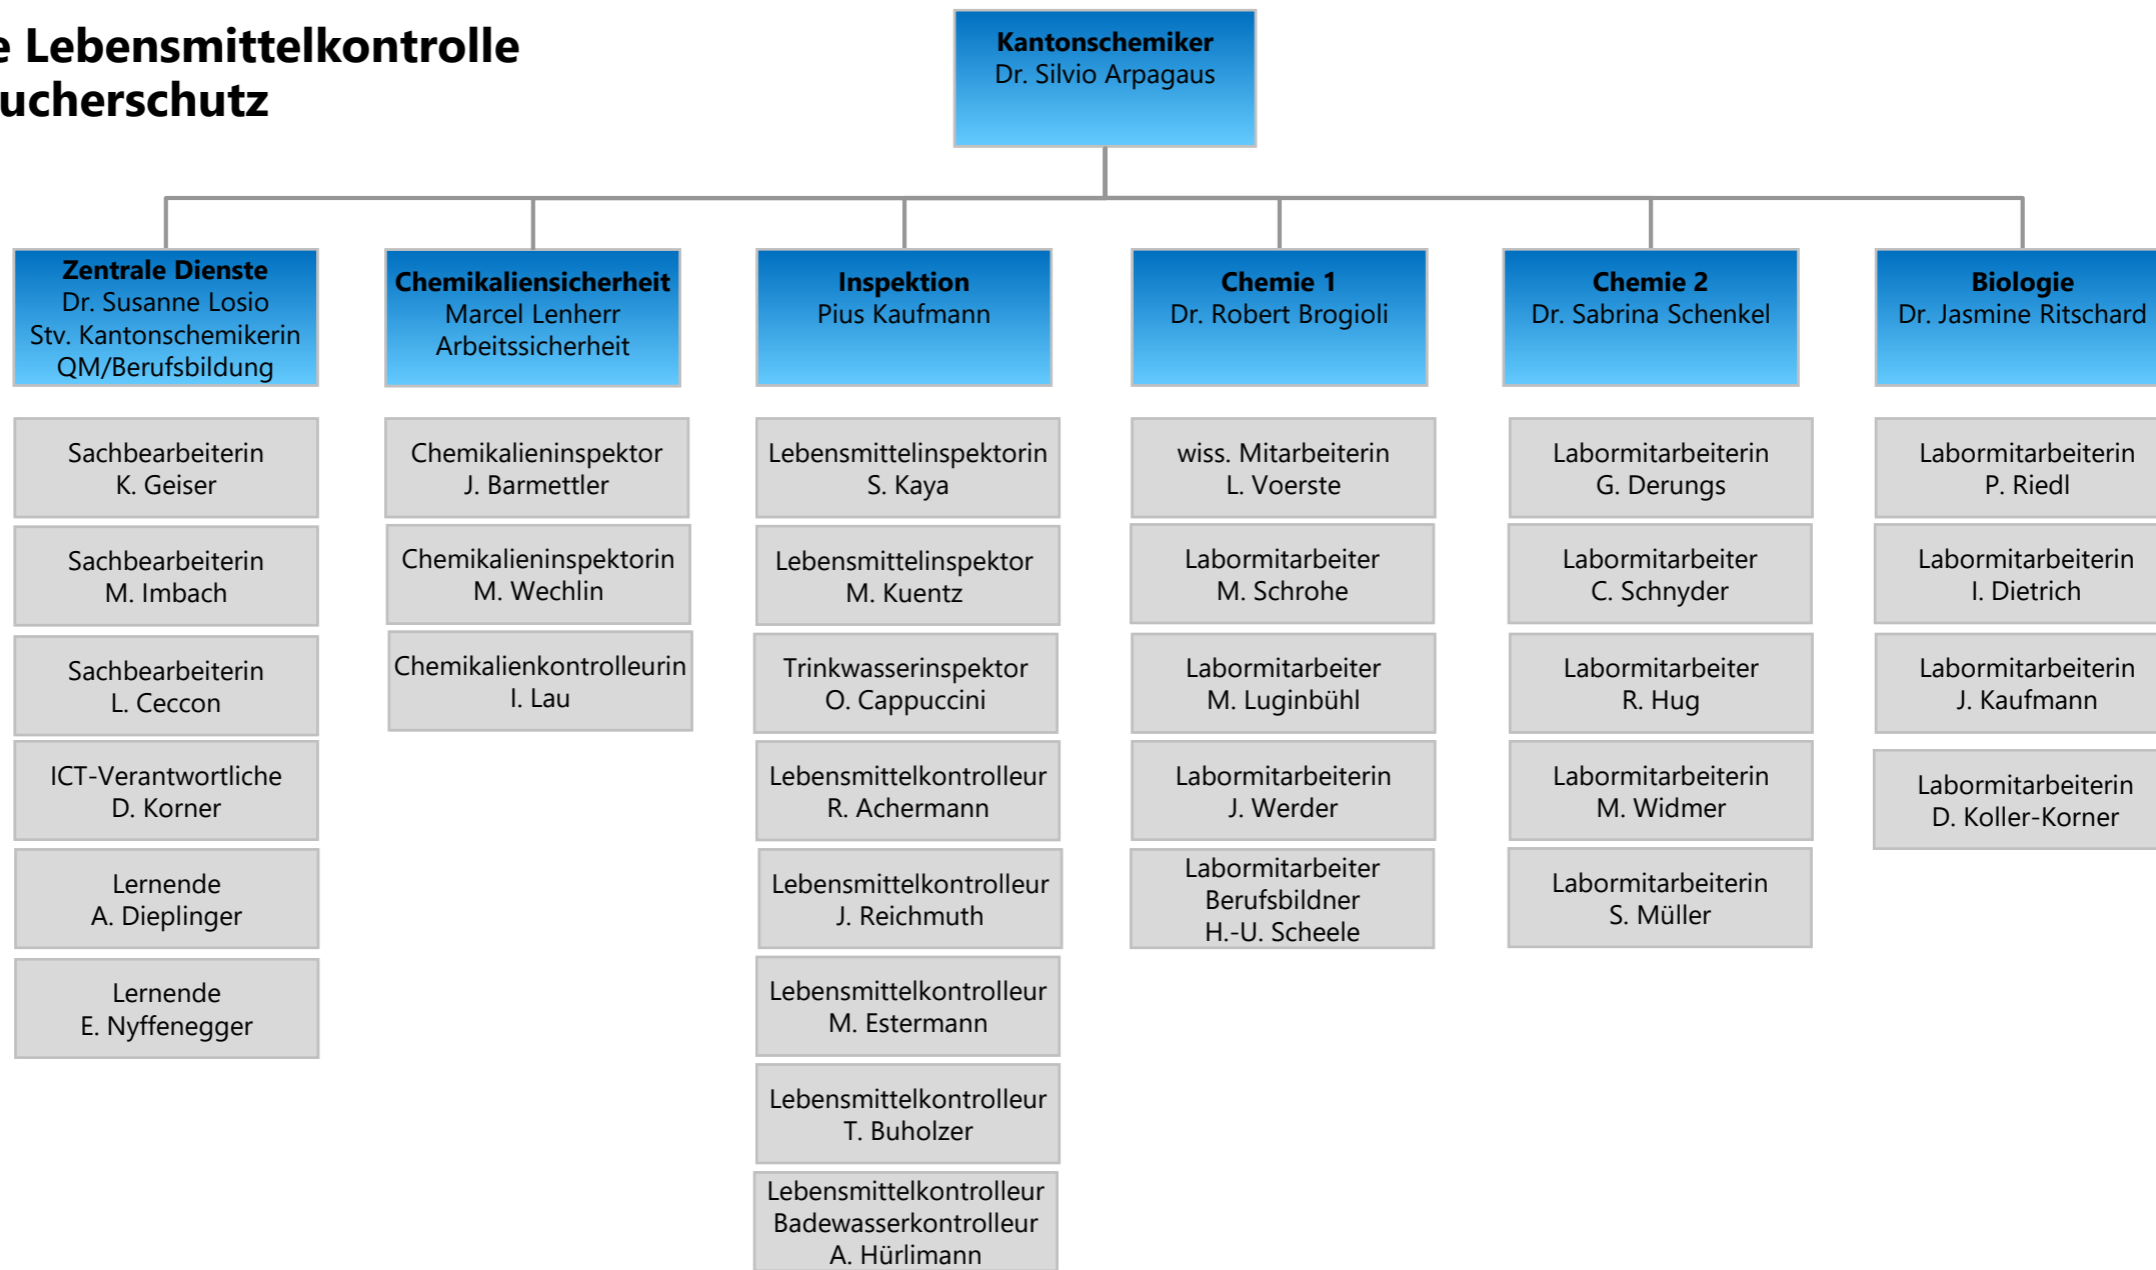 e Lebensmittelkontrolle
ucherschutz
Kantonschemiker
Dr. Silvio Arpagaus
Zentrale Dienste
Dr. Susanne Losio
Stv. Kantonschemikerin
QM/Berufsbildung
Sachbearbeiterin
K. Geiser
Sachbearbeiterin
M. Imbach
Sachbearbeiterin
L. Ceccon
ICT-Verantwortliche
D. Korner
Lernende
A. Dieplinger
Lernende
E. Nyffenegger
Chemikaliensicherheit
Marcel Lenherr
Arbeitssicherheit
Chemikalieninspektor
J. Barmettler
Chemikalieninspektorin
M. Wechlin
Chemikalienkontrolleurin
I. Lau
Inspektion
Pius Kaufmann
Lebensmittelinspektorin
S. Kaya
Lebensmittelinspektor
M. Kuentz
Trinkwasserinspektor
O. Cappuccini
Lebensmittelkontrolleur
R. Achermann
Lebensmittelkontrolleur
J. Reichmuth
Lebensmittelkontrolleur
M. Estermann
Lebensmittelkontrolleur
T. Buholzer
Lebensmittelkontrolleur
Badewasserkontrolleur
A. Hürlimann
Chemie 1
Dr. Robert Brogioli
wiss. Mitarbeiterin
L. Voerste
Labormitarbeiter
M. Schrohe
Labormitarbeiter
M. Luginbühl
Labormitarbeiterin
J. Werder
Labormitarbeiter
Berufsbildner
H.-U. Scheele
Chemie 2
Dr. Sabrina Schenkel
Labormitarbeiterin
G. Derungs
Labormitarbeiter
C. Schnyder
Labormitarbeiter
R. Hug
Labormitarbeiterin
M. Widmer
Labormitarbeiterin
S. Müller
Biologie
Dr. Jasmine Ritschard
Labormitarbeiterin
P. Riedl
Labormitarbeiterin
I. Dietrich
Labormitarbeiterin
J. Kaufmann
Labormitarbeiterin
D. Koller-Korner